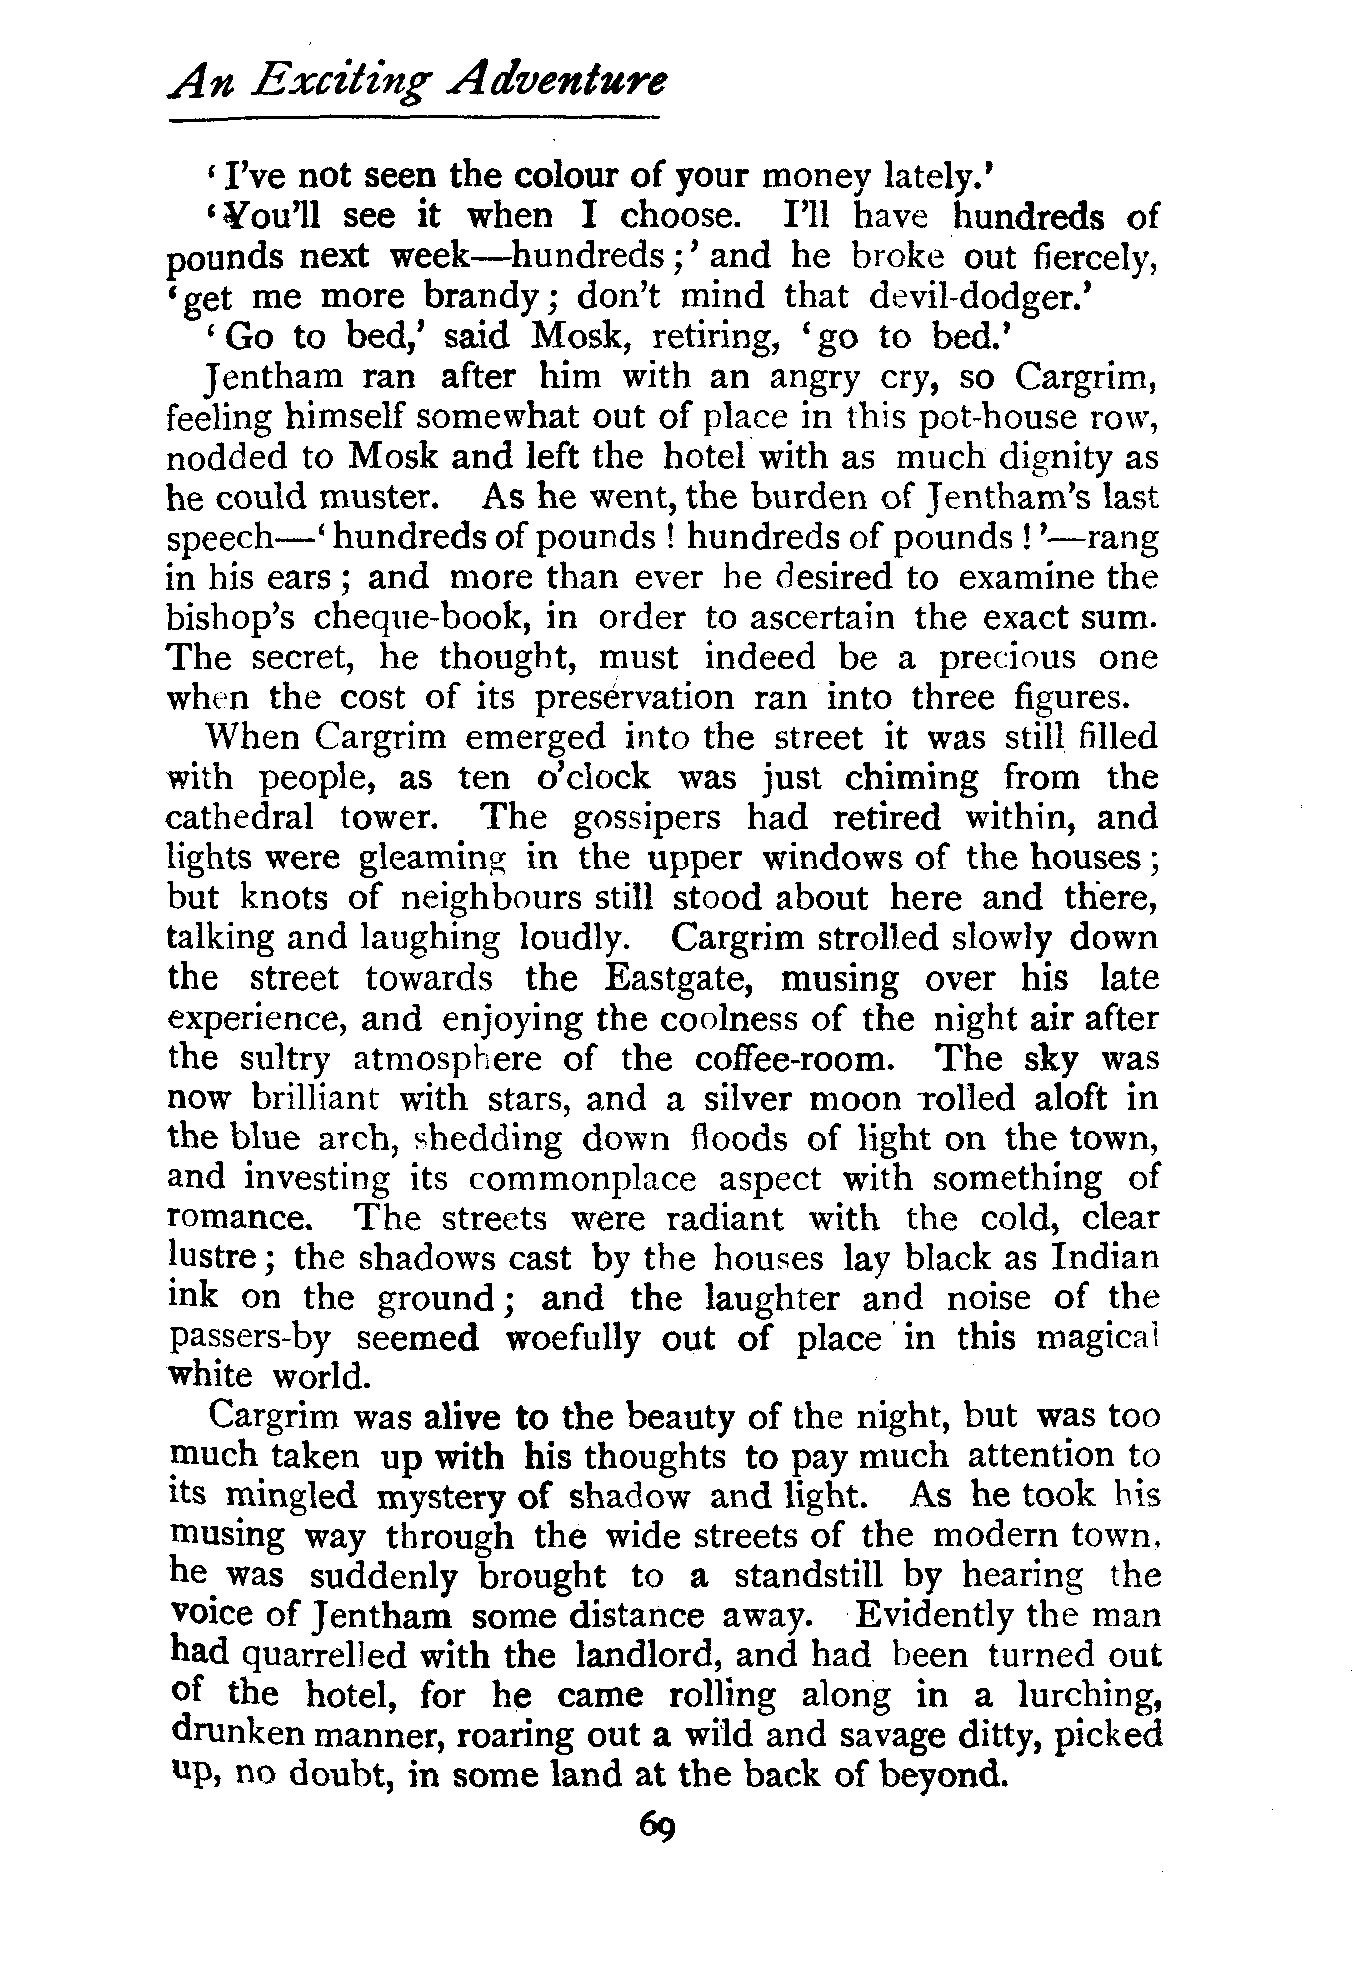 An Exciting Adventure
‘I've not seen the colour of your money lately.’
‘You'll see it when I choose. I'll have hundreds of
pounds next week—hundreds;’ and he broke out fiercely,
‘get me more brandy; don't mind that devil-dodger.’
‘Go to bed,’ said Mosk, retiring, ‘go to bed.’
Jentham ran after him with an angry cry, so Cargrim,
feeling himself somewhat out of place in this pot-house row,
nodded to Mosk and left the hotel with as much dignity as
he could muster. As he went, the burden of Jentham's last
speech—‘hundreds of pounds! hundreds of pounds!’—rang
in his ears; and more than ever he desired to examine the
bishop's cheque-book, in order to ascertain the exact sum.
The secret, he thought, must indeed be a precious one
when the cost of its preservation ran into three figures.
When Cargrim emerged into the street it was still filled
with people, as ten o'clock was just chiming from the
cathedral tower. The gossipers had retired within, and
lights were gleaming in the upper windows of the houses;
but knots of neighbours still stood about here and there,
talking and laughing loudly. Cargrim strolled slowly down
the street towards the Eastgate, musing over his late
experience, and enjoying the coolness of the night air after
the sultry atmosphere of the coffee-room. The sky was
now brilliant with stars, and a silver moon rolled aloft in
the blue arch, shedding down floods of light on the town,
and investing its commonplace aspect with something of
romance. The streets were radiant with the cold, clear
lustre; the shadows cast by the houses lay black as Indian
ink on the ground; and the laughter and noise of the
passers-by seemed woefully out of place in this magical
white world.
Cargrim was alive to the beauty of the night, but was too
much taken up with his thoughts to pay much attention to
its mingled mystery of shadow and light. As he took his
musing way through the wide streets of the modern town,
he was suddenly brought to a standstill by hearing the
voice of Jentham some distance away. Evidently the man
had quarrelled with the landlord, and had been turned out
of the hotel, for he came rolling along in a lurching,
drunken manner, roaring out a wild and savage ditty, picked
up, no doubt, in some land at the back of beyond.
69